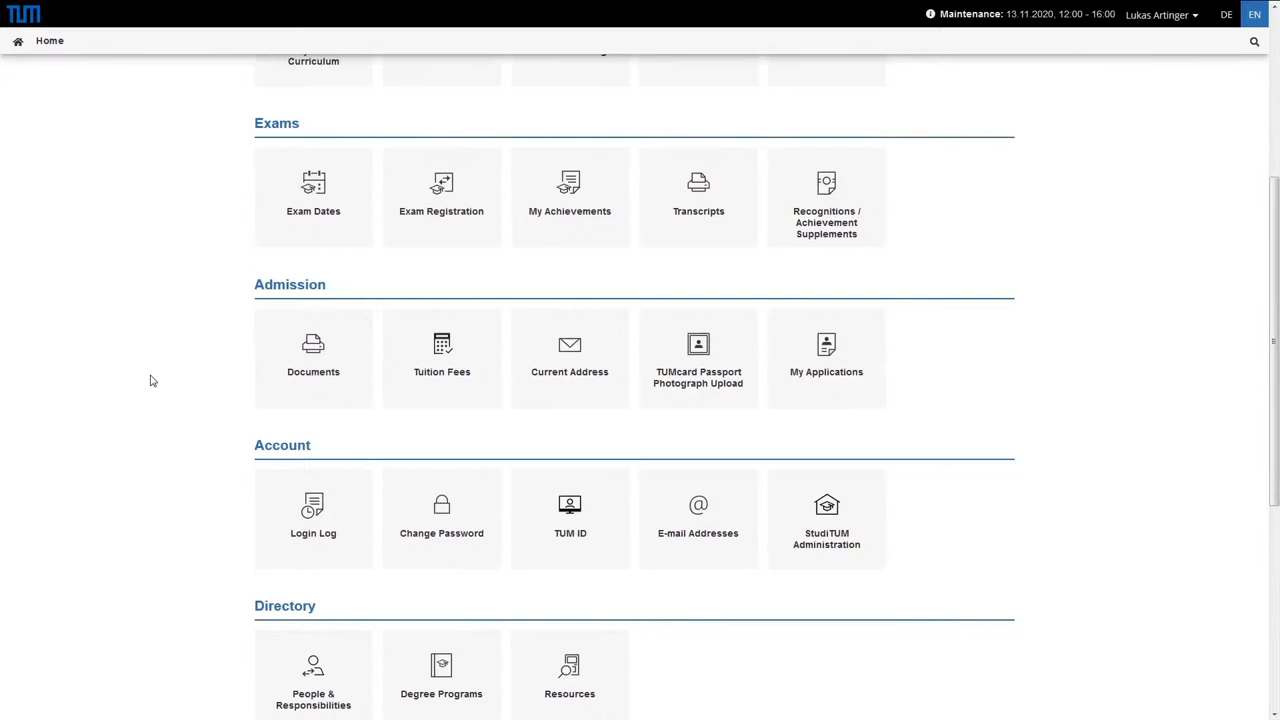 TUM
Maintenance: 13.11.2020, 12:00 - 16:00
Lukas Artinger
DE
EN
Home
Curriculum
Exams
Exam Dates
Exam Registration
My Achievements
Transcripts
Recognitions /
Achievement
Supplements
Admission
Documents
Tuition Fees
Current Address
TUMcard Passport
Photograph Upload
My Applications
Account
Login Log
Change Password
TUM ID
E-mail Addresses
StudiTUM
Administration
Directory
People &
Responsibilities
Degree Programs
Resources